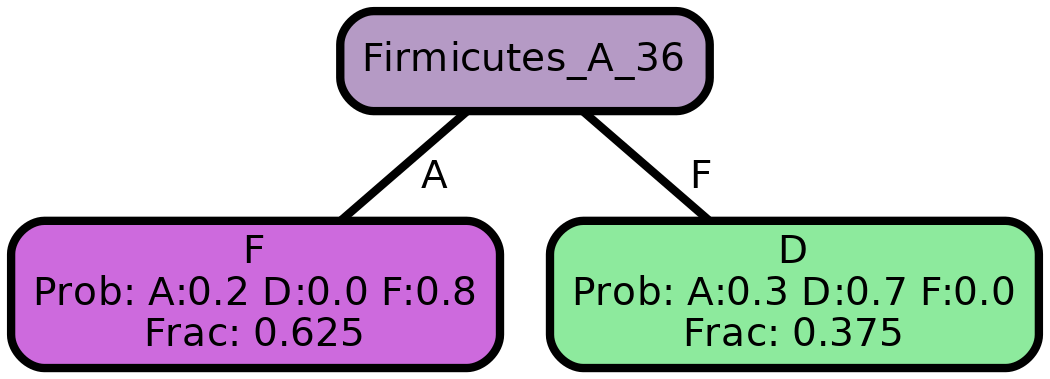 Firmicutes_A_36
A
F
F
Prob: A:0.2 D:0.0 F:0.8
Frac: 0.625
D
Prob: A:0.3 D:0.7 F:0.0
Frac: 0.375